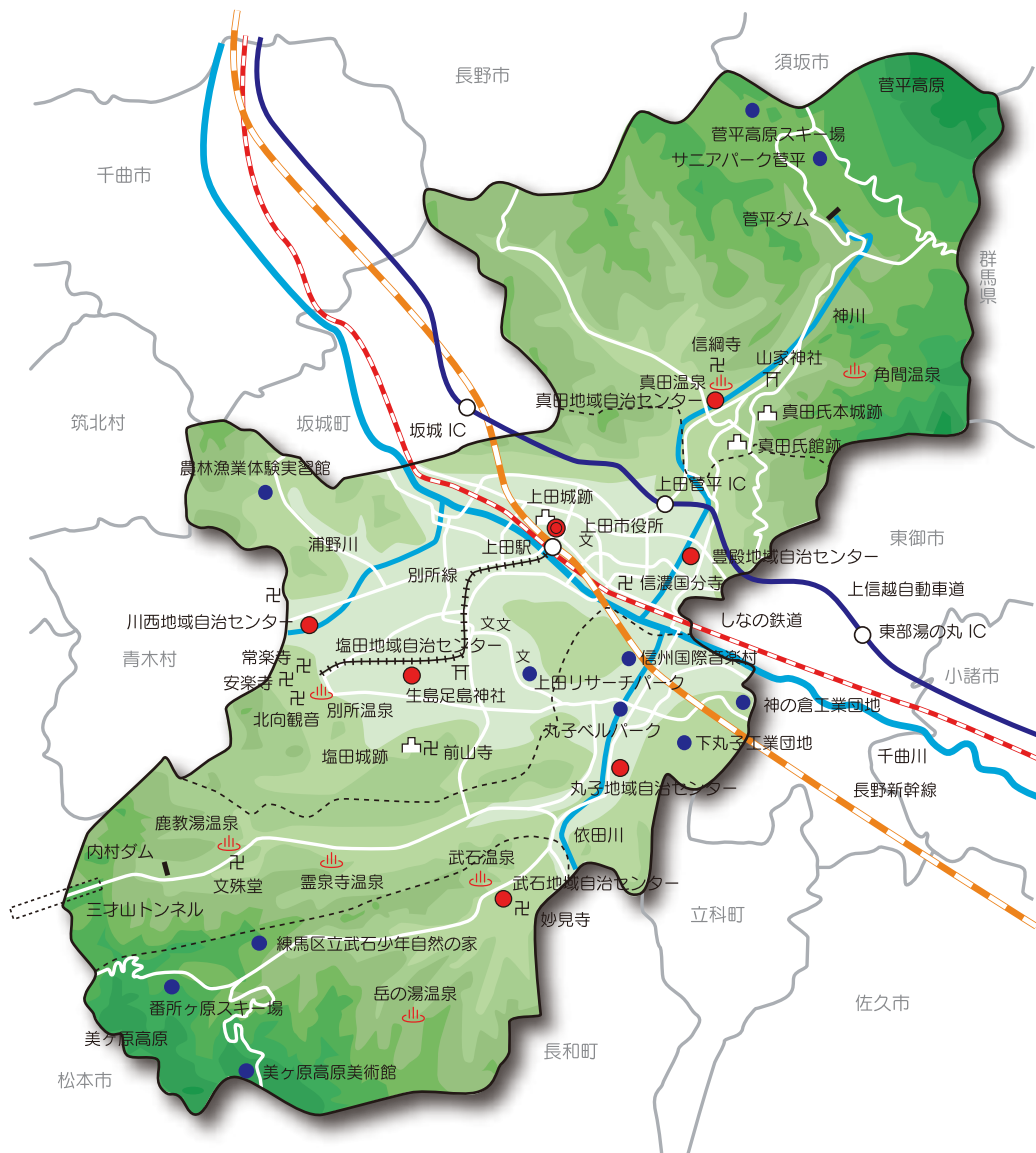 長野市
須坂市
菅平高原
菅平高原スキー場
サニアパーク菅平
千曲市
菅平ダム
群馬県
神川
信綱寺
山家神社
真田温泉
角間温泉
真田地域自治センター
真田氏本城跡
筑北村
坂城町
坂城 IC
真田氏館跡
農林漁業体験実習館
上田菅平 IC
上田城跡
上田市役所
文
東御市
浦野川
上田駅
豊殿地域自治センター
別所線
信濃国分寺
上信越自動車道
川西地域自治センター
しなの鉄道
東部湯の丸 IC
文文
塩田地域自治センター
青木村
常楽寺
文
信州国際音楽村
小諸市
安楽寺
上田リサーチパーク
生島足島神社
北向観音
別所温泉
神の倉工業団地
丸子ベルパーク
下丸子工業団地
塩田城跡
前山寺
千曲川
丸子地域自治センター
長野新幹線
鹿教湯温泉
依田川
内村ダム
武石温泉
文殊堂
霊泉寺温泉
武石地域自治センター
三才山トンネル
妙見寺
立科町
練馬区立武石少年自然の家
岳の湯温泉
佐久市
番所ヶ原スキー場
美ヶ原高原
長和町
松本市
美ヶ原高原美術館